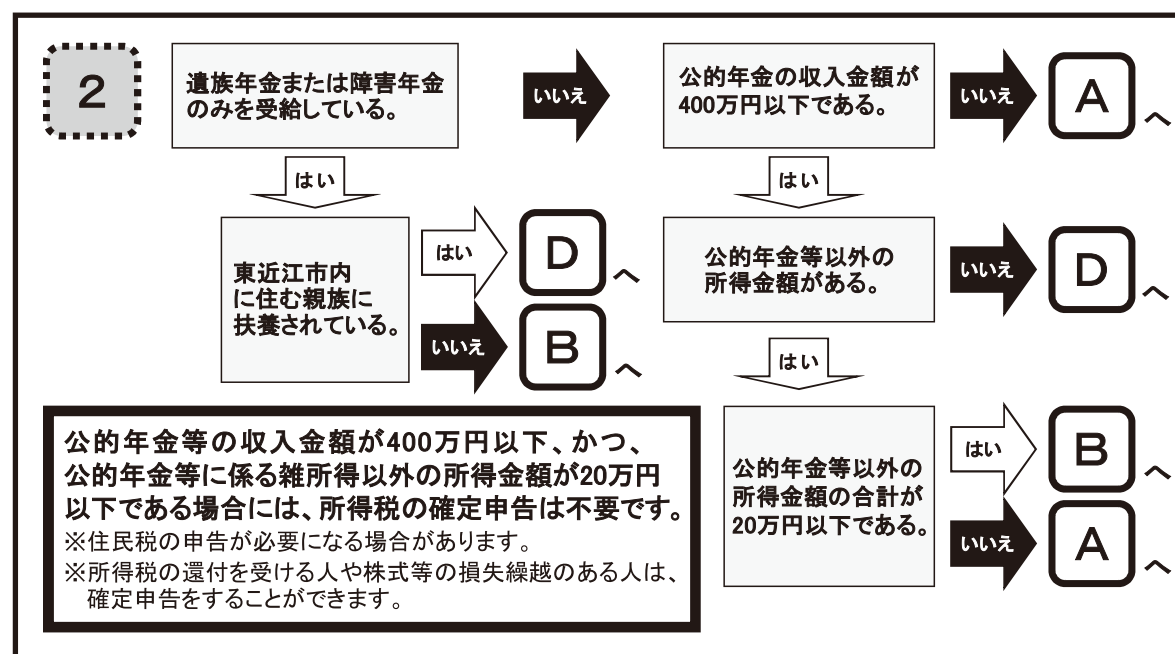 2
遺族年金または障害年金
のみを受給している。
いいえ
公的年金の収入金額が
400万円以下である。
いいえ
A へ
はい
はい
東近江市内
に住む親族に
扶養されている。
はい
D へ
いいえ
B へ
公的年金等以外の
所得金額がある。
いいえ
D へ
はい
公的年金等以外の
所得金額の合計が
20万円以下である。
はい
B へ
いいえ
A へ
公的年金等の収入金額が400万円以下、かつ、
公的年金等に係る雑所得以外の所得金額が20万円
以下である場合には、所得税の確定申告は不要です。
※住民税の申告が必要になる場合があります。
※所得税の還付を受ける人や株式等の損失繰越のある人は、
確定申告をすることができます。